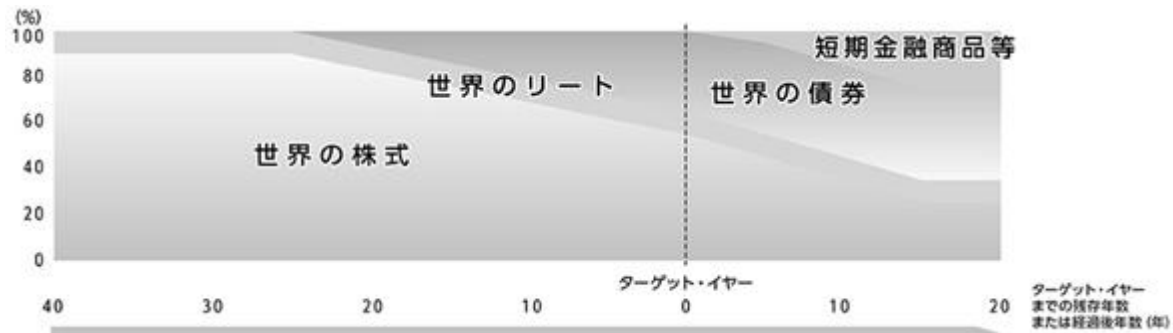 (%)
100
80
60
40
20
0
短期金融商品等
世界のリート
世界の債券
世界の株式
ターゲット・イヤー
40 30 20 10 0 10 20
ターゲット・イヤー
までの残存年数
または経過後年数(年)